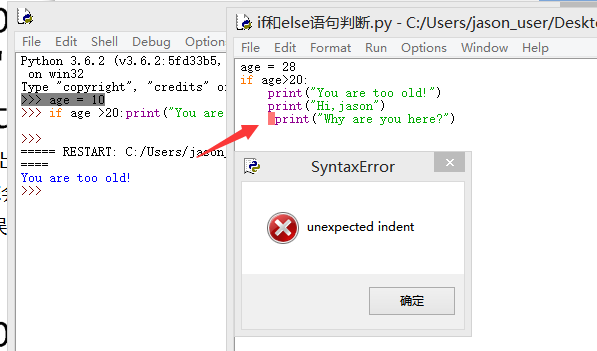 File Edit Shell Debug Options
Python 3.6.2 (v3.6.2:5fd33b5,
on win32
Type "copyright", "credits" or
>>> age = 10
>>> if age >20:print("You are
>>>
===== RESTART: C:/Users/jason_
====
You are too old!
>>>
if和else语句判断.py - C:/Users/jason_user/Deskto
File Edit Format Run Options Window Help
age = 28
if age>20:
print("You are too old!")
print("Hi,jason")
print("Why are you here?")
SyntaxError
unexpected indent
确定